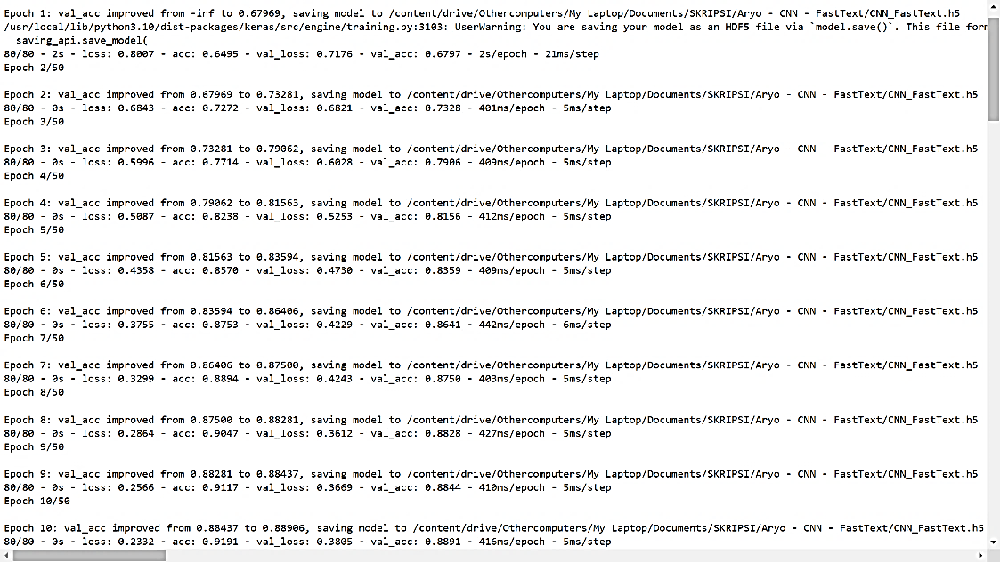 Epoch 1: val_acc improved from -inf to 0.67969, saving model to /content/drive/Othercomputers/My Laptop/Documents/SKRIPSI/Aryo - CNN - FastText/CNN_FastText.h5
/usr/local/lib/python3.10/dist-packages/keras/src/engine/training.py:3103: UserWarning: You are saving your model as an HDF5 file via `model.save()`. This file for
saving_api.save_model(
80/80 - 2s - loss: 0.8007 - acc: 0.6495 - val_loss: 0.7176 - val_acc: 0.6797 - 2s/epoch - 21ms/step
Epoch 2/50
Epoch 2: val_acc improved from 0.67969 to 0.73281, saving model to /content/drive/Othercomputers/My Laptop/Documents/SKRIPSI/Aryo - CNN - FastText/CNN_FastText.h5
80/80 - 0s - loss: 0.6843 - acc: 0.7272 - val_loss: 0.6821 - val_acc: 0.7328 - 401ms/epoch - 5ms/step
Epoch 3/50
Epoch 3: val_acc improved from 0.73281 to 0.79062, saving model to /content/drive/Othercomputers/My Laptop/Documents/SKRIPSI/Aryo - CNN - FastText/CNN_FastText.h5
80/80 - 0s - loss: 0.5996 - acc: 0.7714 - val_loss: 0.6028 - val_acc: 0.7906 - 409ms/epoch - 5ms/step
Epoch 4/50
Epoch 4: val_acc improved from 0.79062 to 0.81563, saving model to /content/drive/Othercomputers/My Laptop/Documents/SKRIPSI/Aryo - CNN - FastText/CNN_FastText.h5
80/80 - 0s - loss: 0.5087 - acc: 0.8238 - val_loss: 0.5253 - val_acc: 0.8156 - 412ms/epoch - 5ms/step
Epoch 5/50
Epoch 5: val_acc improved from 0.81563 to 0.83594, saving model to /content/drive/Othercomputers/My Laptop/Documents/SKRIPSI/Aryo - CNN - FastText/CNN_FastText.h5
80/80 - 0s - loss: 0.4358 - acc: 0.8570 - val_loss: 0.4730 - val_acc: 0.8359 - 409ms/epoch - 5ms/step
Epoch 6/50
Epoch 6: val_acc improved from 0.83594 to 0.86406, saving model to /content/drive/Othercomputers/My Laptop/Documents/SKRIPSI/Aryo - CNN - FastText/CNN_FastText.h5
80/80 - 0s - loss: 0.3755 - acc: 0.8753 - val_loss: 0.4229 - val_acc: 0.8641 - 442ms/epoch - 6ms/step
Epoch 7/50
Epoch 7: val_acc improved from 0.86406 to 0.87500, saving model to /content/drive/Othercomputers/My Laptop/Documents/SKRIPSI/Aryo - CNN - FastText/CNN_FastText.h5
80/80 - 0s - loss: 0.3299 - acc: 0.8894 - val_loss: 0.4243 - val_acc: 0.8750 - 403ms/epoch - 5ms/step
Epoch 8/50
Epoch 8: val_acc improved from 0.87500 to 0.88281, saving model to /content/drive/Othercomputers/My Laptop/Documents/SKRIPSI/Aryo - CNN - FastText/CNN_FastText.h5
80/80 - 0s - loss: 0.2864 - acc: 0.9047 - val_loss: 0.3612 - val_acc: 0.8828 - 427ms/epoch - 5ms/step
Epoch 9/50
Epoch 9: val_acc improved from 0.88281 to 0.88437, saving model to /content/drive/Othercomputers/My Laptop/Documents/SKRIPSI/Aryo - CNN - FastText/CNN_FastText.h5
80/80 - 0s - loss: 0.2566 - acc: 0.9117 - val_loss: 0.3669 - val_acc: 0.8844 - 410ms/epoch - 5ms/step
Epoch 10/50
Epoch 10: val_acc improved from 0.88437 to 0.88906, saving model to /content/drive/Othercomputers/My Laptop/Documents/SKRIPSI/Aryo - CNN - FastText/CNN_FastText.h5
80/80 - 0s - loss: 0.2332 - acc: 0.9191 - val_loss: 0.3805 - val_acc: 0.8891 - 416ms/epoch - 5ms/step